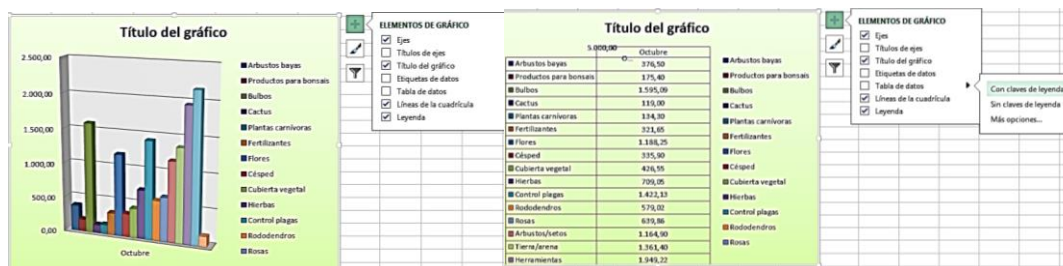 Título del gráfico
2.500,00
2.000,00
1.500,00
1.000,00
500,00
0,00
Octubre
Arbustos bayas
Productos para bonsais
Bulbos
Cactus
Plantas carnívoras
Fertilizantes
Flores
Césped
Cubierta vegetal
Hierbas
Control plagas
Rododendros
Rosas
ELEMENTOS DE GRÁFICO
Ejes
Títulos de ejes
Título del gráfico
Etiquetas de datos
Tabla de datos
Líneas de la cuadrícula
Leyenda
Título del gráfico
5.000,00
O...
Octubre
Arbustos bayas 376,50
Productos para bonsais 175,40
Bulbos 1.595,09
Cactus 119,00
Plantas carnívoras 134,30
Fertilizantes 321,65
Flores 1.188,25
Césped 335,90
Cubierta vegetal 426,55
Hierbas 709,05
Control plagas 1.422,13
Rododendros 579,02
Rosas 639,86
Arbustos/setos 1.164,90
Tierra/arena 1.361,40
Herramientas 1.949,22
Arbustos bayas
Productos para bonsais
Bulbos
Cactus
Plantas carnívoras
Fertilizantes
Flores
Césped
Cubierta vegetal
Hierbas
Control plagas
Rododendros
Rosas
ELEMENTOS DE GRÁFICO
Ejes
Títulos de ejes
Título del gráfico
Etiquetas de datos
Tabla de datos
Líneas de la cuadrícula
Leyenda
Con claves de leyenda
Sin claves de leyenda
Más opciones...